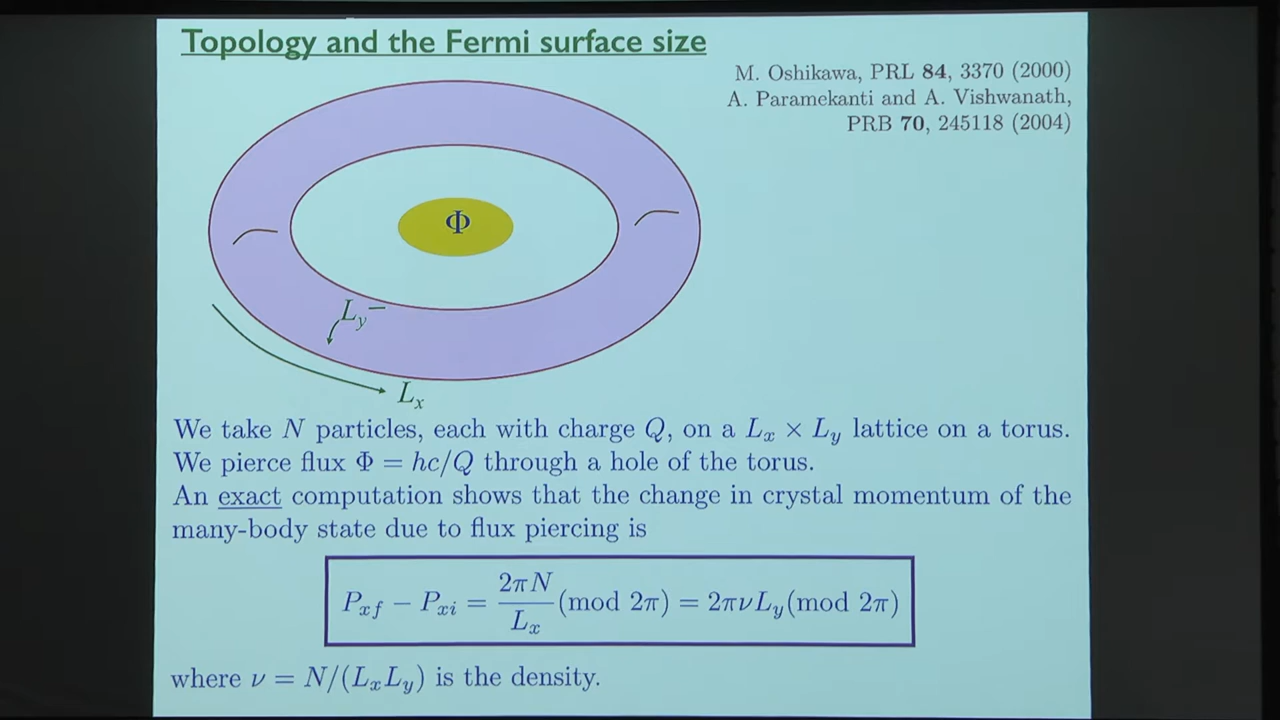 Topology and the Fermi surface size
M. Oshikawa, PRL 84, 3370 (2000)
A. Paramekanti and A. Vishwanath,
PRB 70, 245118 (2004)
Φ
L_y
L_x
We take N particles, each with charge Q, on a L_x × L_y lattice on a torus.
We pierce flux Φ = hc/Q through a hole of the torus.
An exact computation shows that the change in crystal momentum of the
many-body state due to flux piercing is
P_{xf} − P_{xi} = \frac{2πN}{L_x} (mod 2π) = 2πνL_y (mod 2π)
where ν = N/(L_xL_y) is the density.